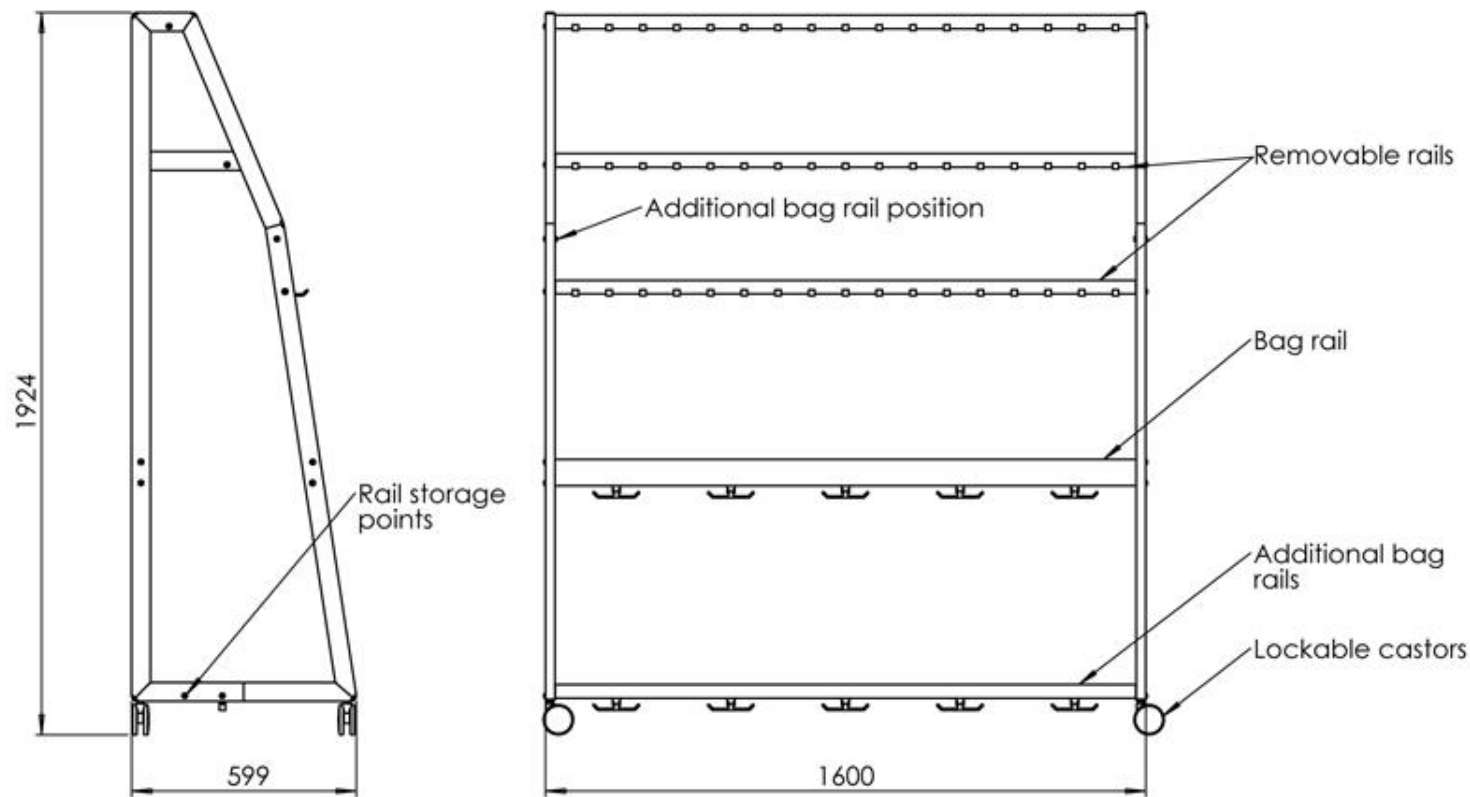 Removable rails
Additional bag rail position
Bag rail
1924
Rail storage
points
Additional bag
rails
Lockable castors
599
1600